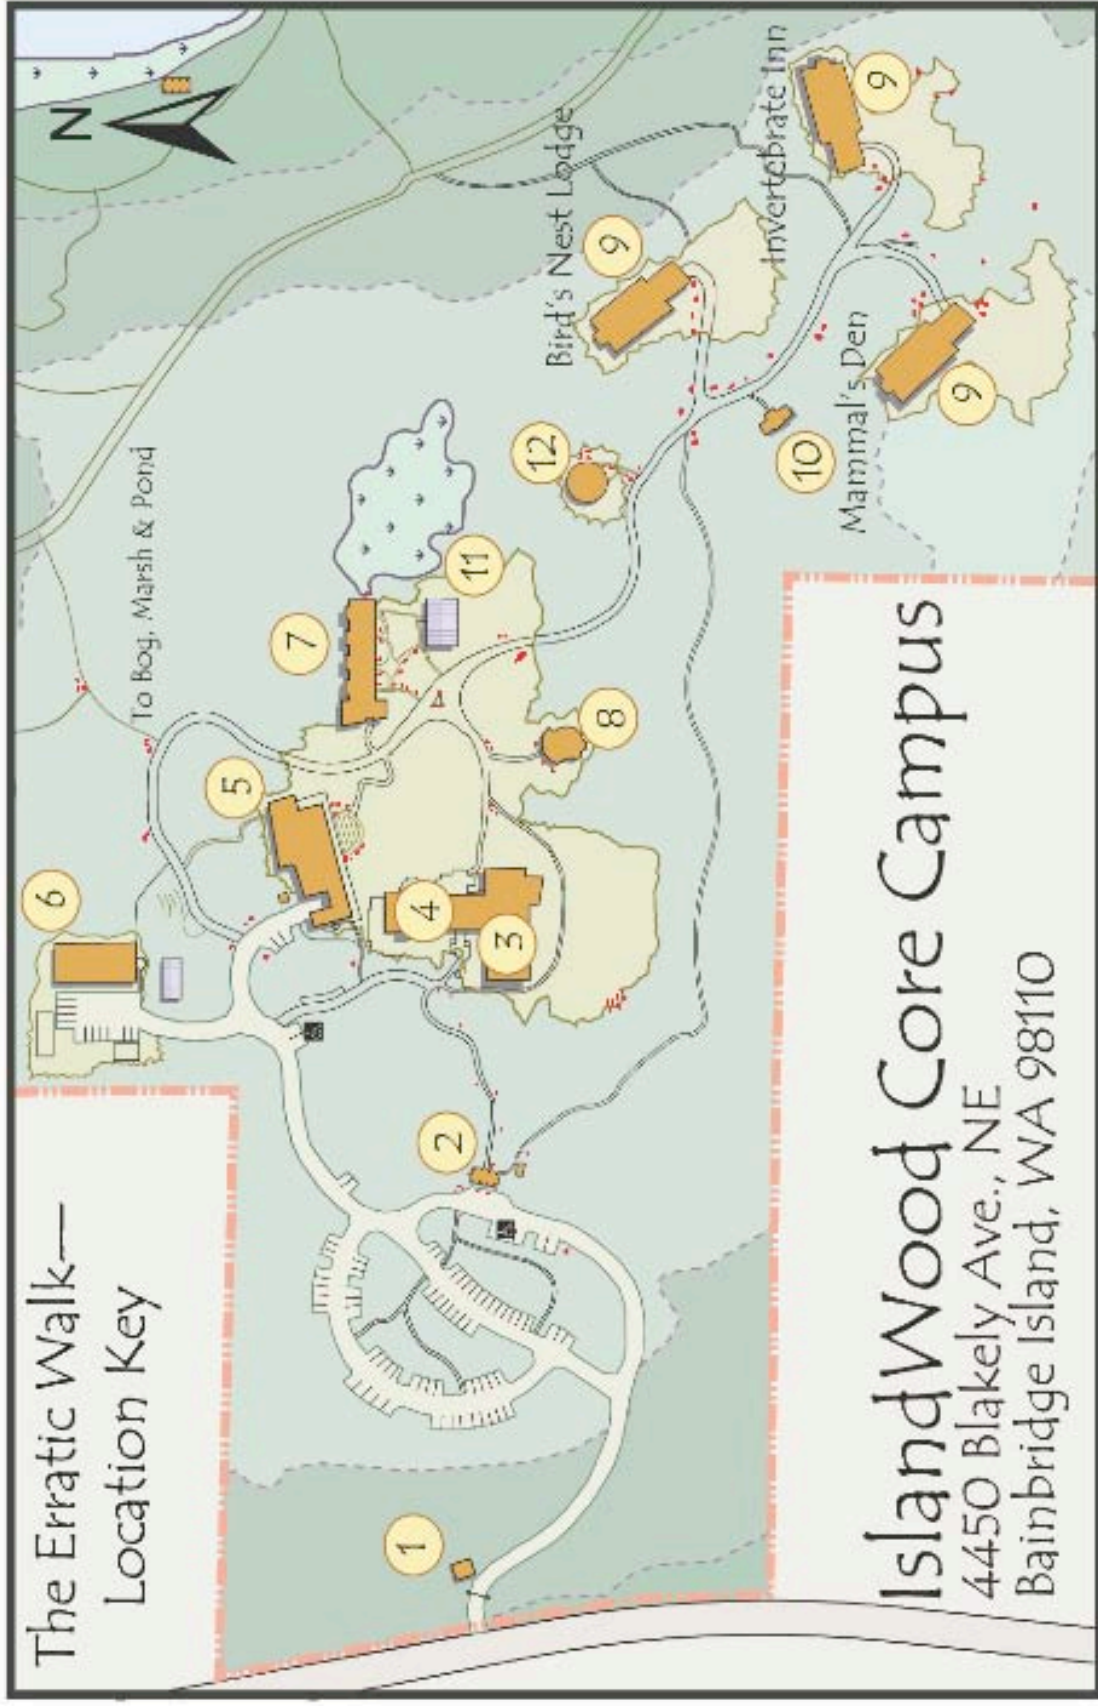 The Erratic Walk—
Location Key
6
N
To Bog, Marsh & Pond
5
7
1
2
4
3
11
12
Bird's Nest Lodge
8
9
Invertebrate Inn
10
Mammal's Den
9
9
IslandWood Core Campus
4450 Blakely Ave., NE
Bainbridge Island, WA 98110